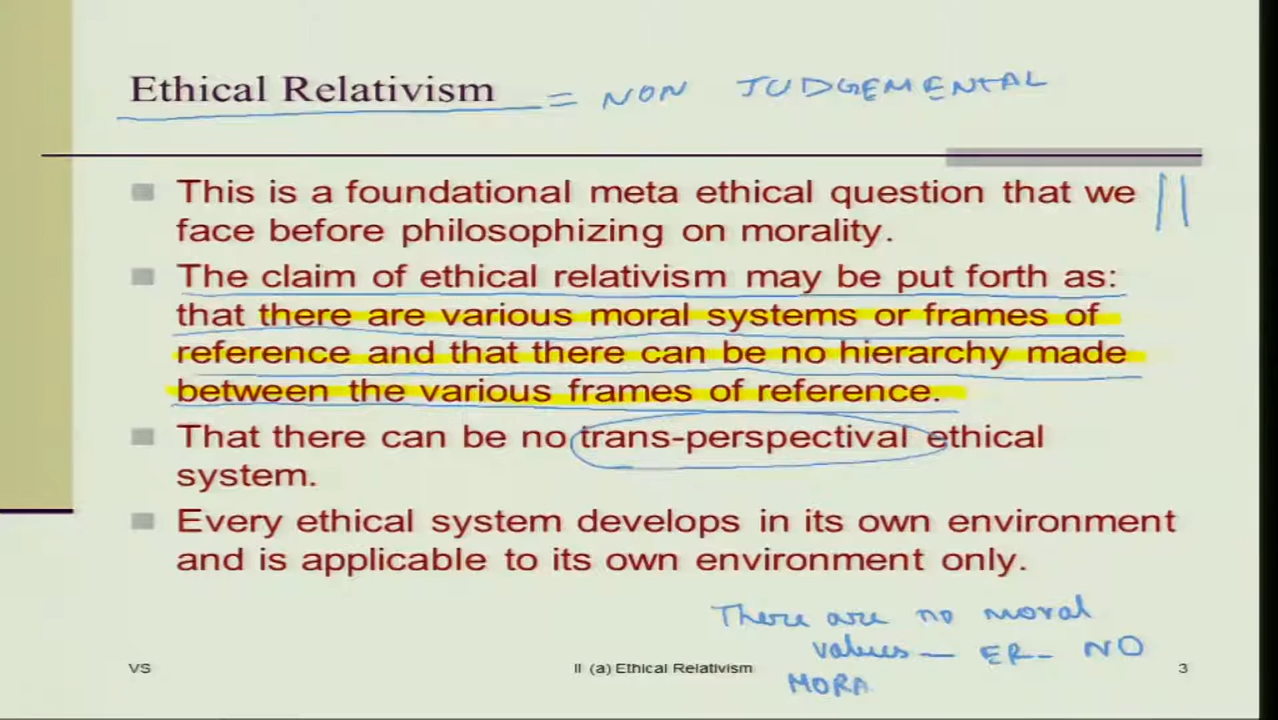 Ethical Relativism = NON JUDGEMENTAL
This is a foundational meta ethical question that we
face before philosophizing on morality.
The claim of ethical relativism may be put forth as:
that there are various moral systems or frames of
reference and that there can be no hierarchy made
between the various frames of reference.
That there can be no trans-perspectival ethical
system.
Every ethical system develops in its own environment
and is applicable to its own environment only.
There are no moral
values - ER - NO
MORA
VS II (a) Ethical Relativism 3